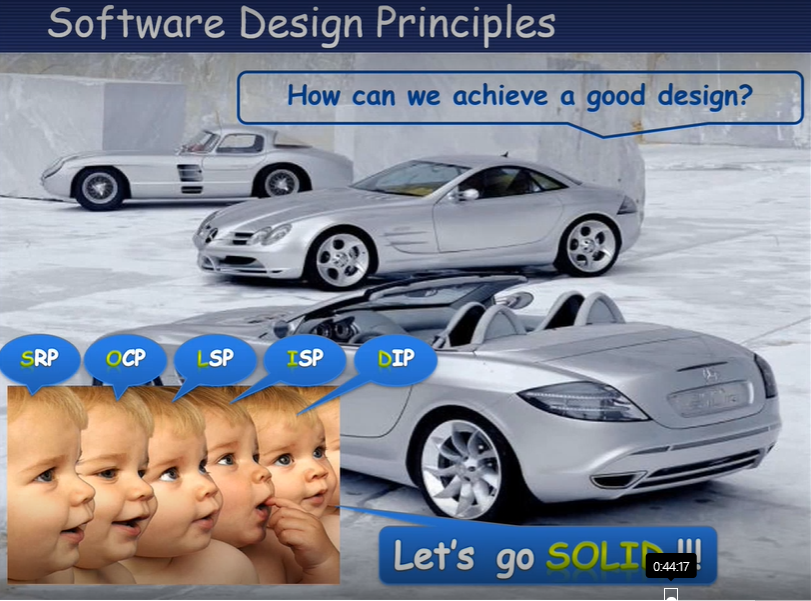 Software Design Principles
How can we achieve a good design?
SRP OCP LSP ISP DIP
Let's go SOLID !!!
0:44:17